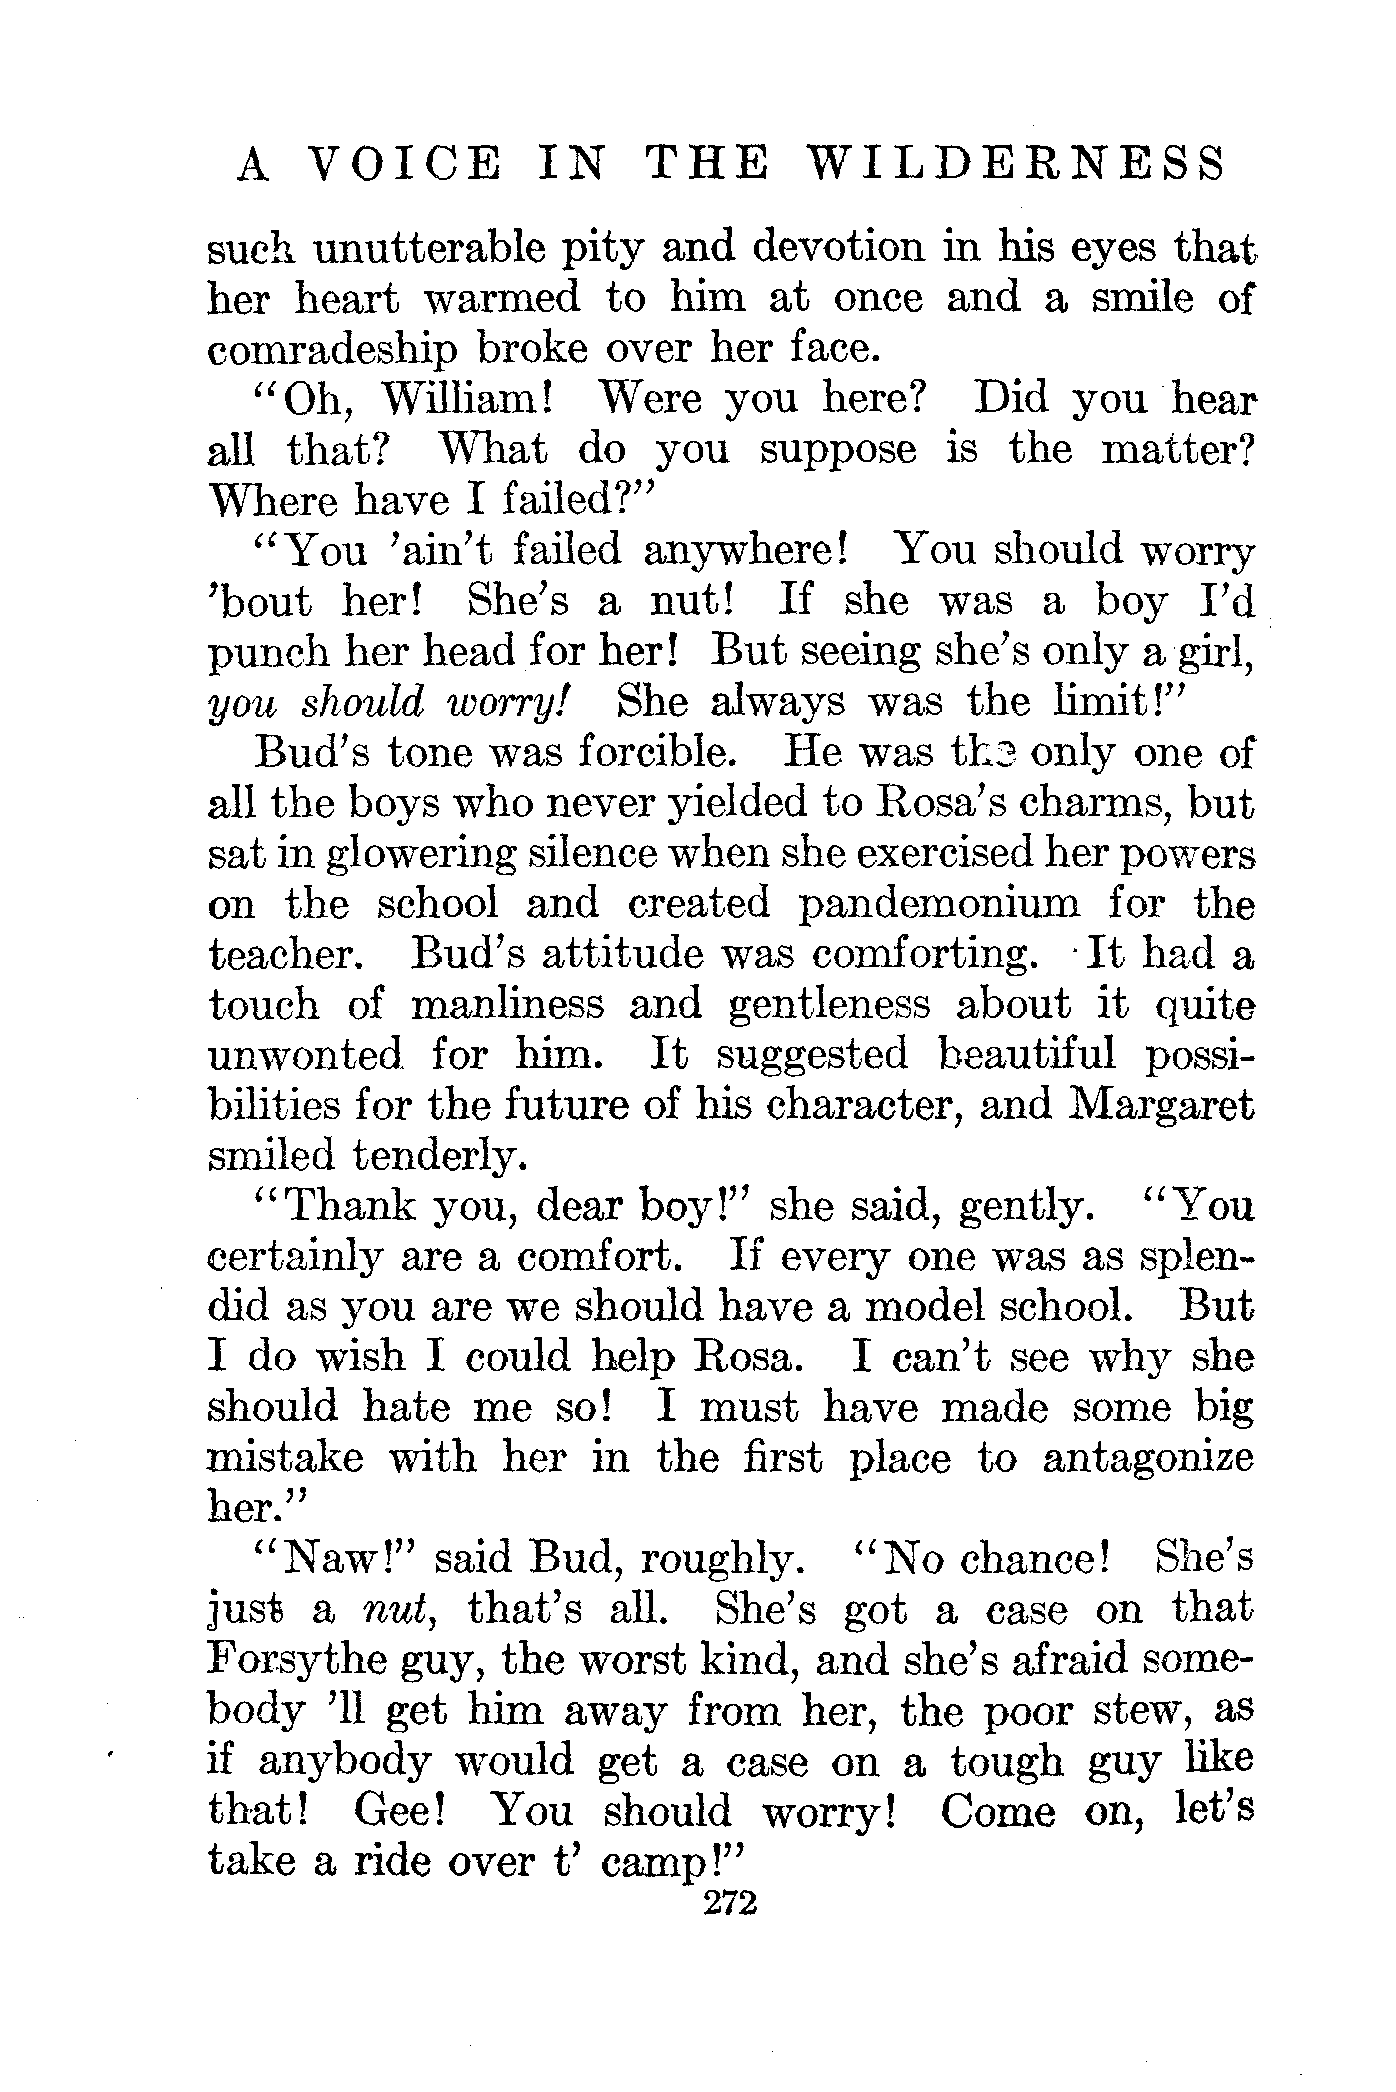 A VOICE IN THE WILDERNESS
such unutterable pity and devotion in his eyes that
her heart warmed to him at once and a smile of
comradeship broke over her face.
“Oh, William! Were you here? Did you hear
all that? What do you suppose is the matter?
Where have I failed?”
“You ’ain’t failed anywhere! You should worry
’bout her! She’s a nut! If she was a boy I’d
punch her head for her! But seeing she’s only a girl,
you should worry! She always was the limit!”
Bud’s tone was forcible. He was the only one of
all the boys who never yielded to Rosa’s charms, but
sat in glowering silence when she exercised her powers
on the school and created pandemonium for the
teacher. Bud’s attitude was comforting. It had a
touch of manliness and gentleness about it quite
unwonted for him. It suggested beautiful possi-
bilities for the future of his character, and Margaret
smiled tenderly.
“Thank you, dear boy!” she said, gently. “You
certainly are a comfort. If every one was as splen-
did as you are we should have a model school. But
I do wish I could help Rosa. I can’t see why she
should hate me so! I must have made some big
mistake with her in the first place to antagonize
her.”
“Naw!” said Bud, roughly. “No chance! She’s
just a nut, that’s all. She’s got a case on that
Forsythe guy, the worst kind, and she’s afraid some-
body ’ll get him away from her, the poor stew, as
if anybody would get a case on a tough guy like
that! Gee! You should worry! Come on, let’s
take a ride over t’ camp!”
272